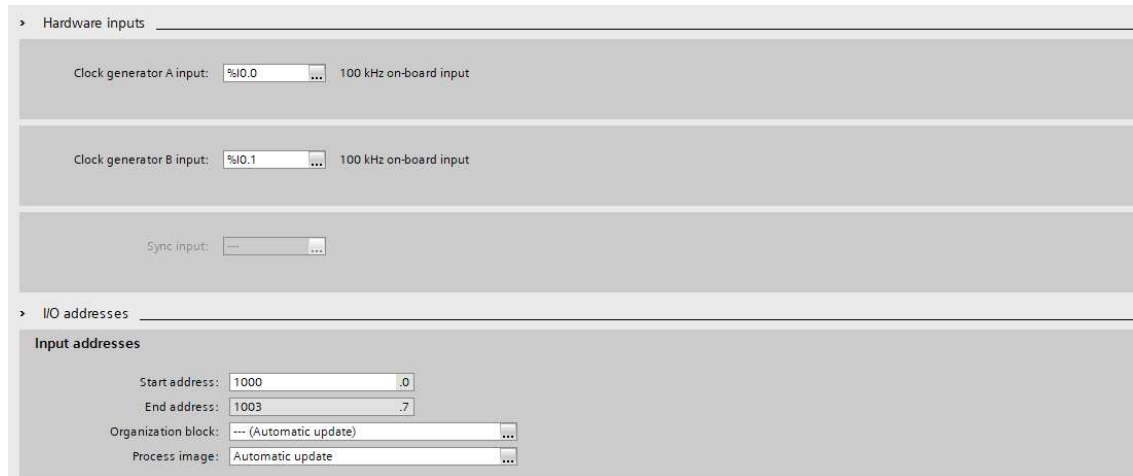 Hardware inputs
Clock generator A input: %I0.0 ... 100 kHz on-board input
Clock generator B input: %I0.1 ... 100 kHz on-board input
Sync input: --- ...
I/O addresses
Input addresses
Start address: 1000 .0
End address: 1003 .7
Organization block: --- (Automatic update) ...
Process image: Automatic update ...